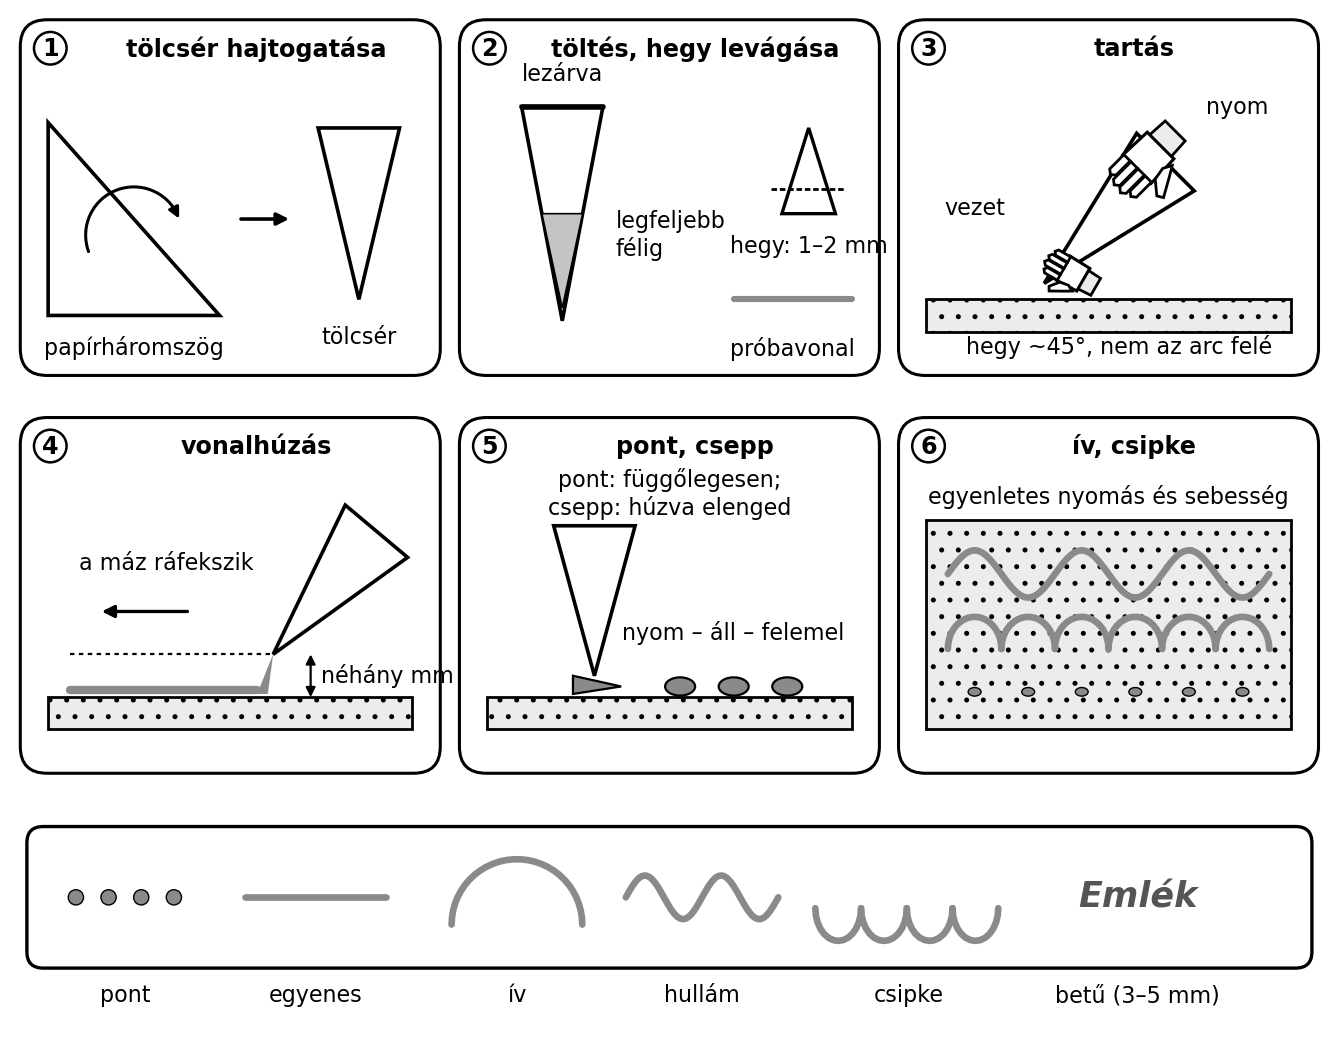 1 tölcsér hajtogatása
papírháromszög
tölcsér
2 töltés, hegy levágása
lezárva
legfeljebb
félig
hegy: 1–2 mm
próbavonal
3 tartás
nyom
vezet
hegy ~45°, nem az arc felé
4 vonalhúzás
a máz ráfekszik
néhány mm
5 pont, csepp
pont: függőlegesen;
csepp: húzva elenged
nyom – áll – felemel
6 ív, csipke
egyenletes nyomás és sebesség
Emlék
pont egyenes ív hullám csipke betű (3–5 mm)